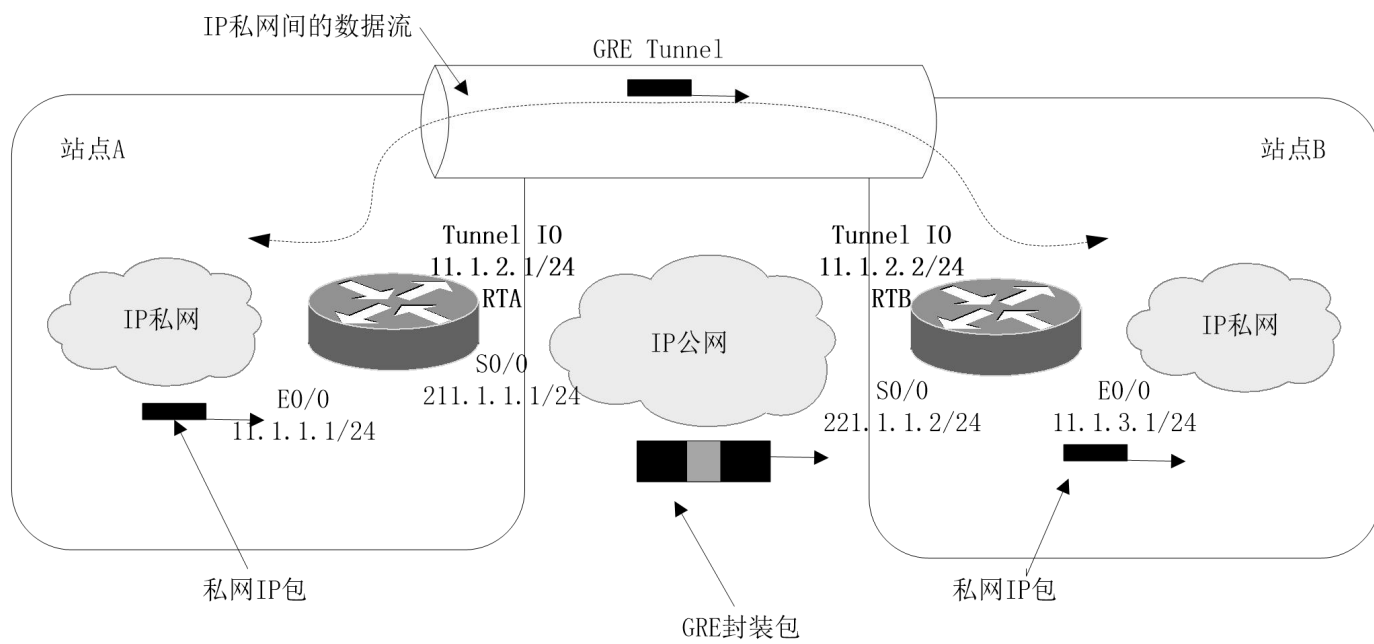 IP私网间的数据流
GRE Tunnel
站点A
站点B
Tunnel IO
11.1.2.1/24
RTA
Tunnel IO
11.1.2.2/24
RTB
IP私网
IP公网
IP私网
S0/0
211.1.1.1/24
E0/0
11.1.1.1/24
S0/0
221.1.1.2/24
E0/0
11.1.3.1/24
私网IP包
GRE封装包
私网IP包